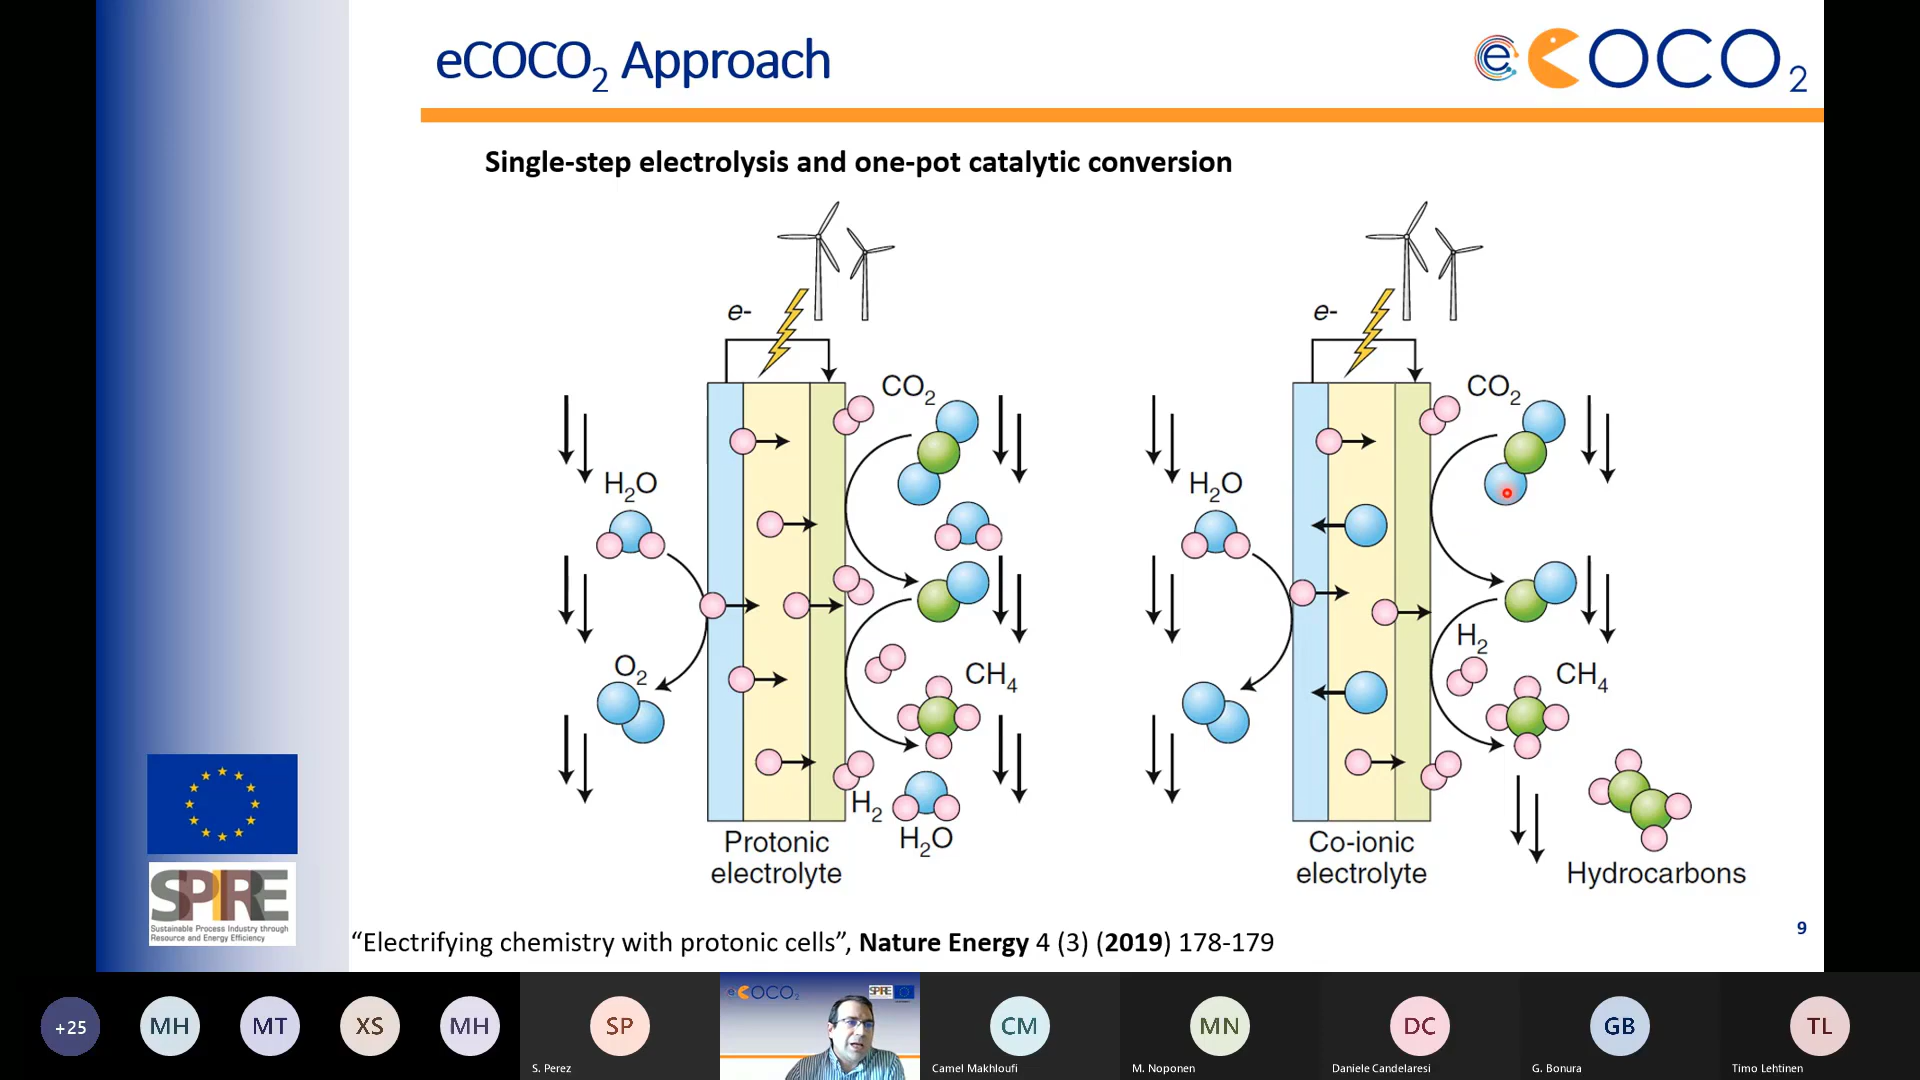 eCOCO₂ Approach
e COCO₂
Single-step electrolysis and one-pot catalytic conversion
e-
CO₂
H₂O
O₂
CH₄
H₂
H₂O
Protonic
electrolyte
e-
CO₂
H₂O
H₂
CH₄
Co-ionic
electrolyte
Hydrocarbons
SPIRE
Sustainable Process Industry through
Resource and Energy Efficiency
“Electrifying chemistry with protonic cells”, Nature Energy 4 (3) (2019) 178-179
9
+25
MH
MT
XS
MH
SP
S. Perez
e COCO₂
SPIRE
CM
Camel Makhloufi
MN
M. Noponen
DC
Daniele Candelaresi
GB
G. Bonura
TL
Timo Lehtinen